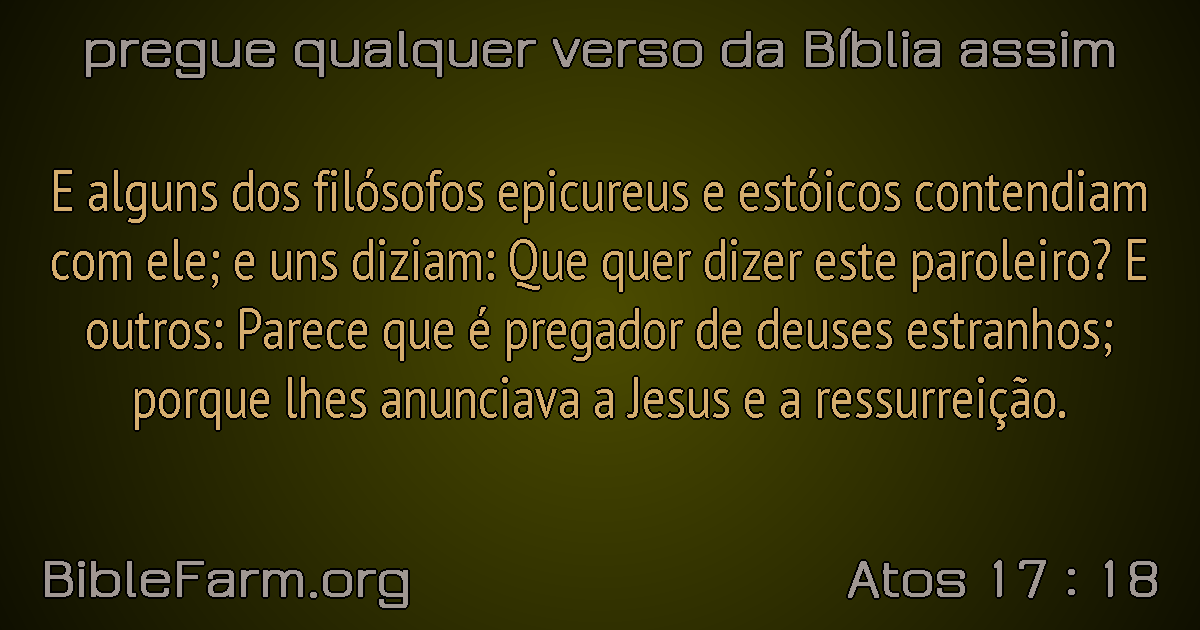 pregue qualquer verso da Bíblia assim
E alguns dos filósofos epicureus e estóicos contendiam
com ele; e uns diziam: Que quer dizer este paroleiro? E
outros: Parece que é pregador de deuses estranhos;
porque lhes anunciava a Jesus e a ressurreição.
BibleFarm.org
Atos 17 : 18